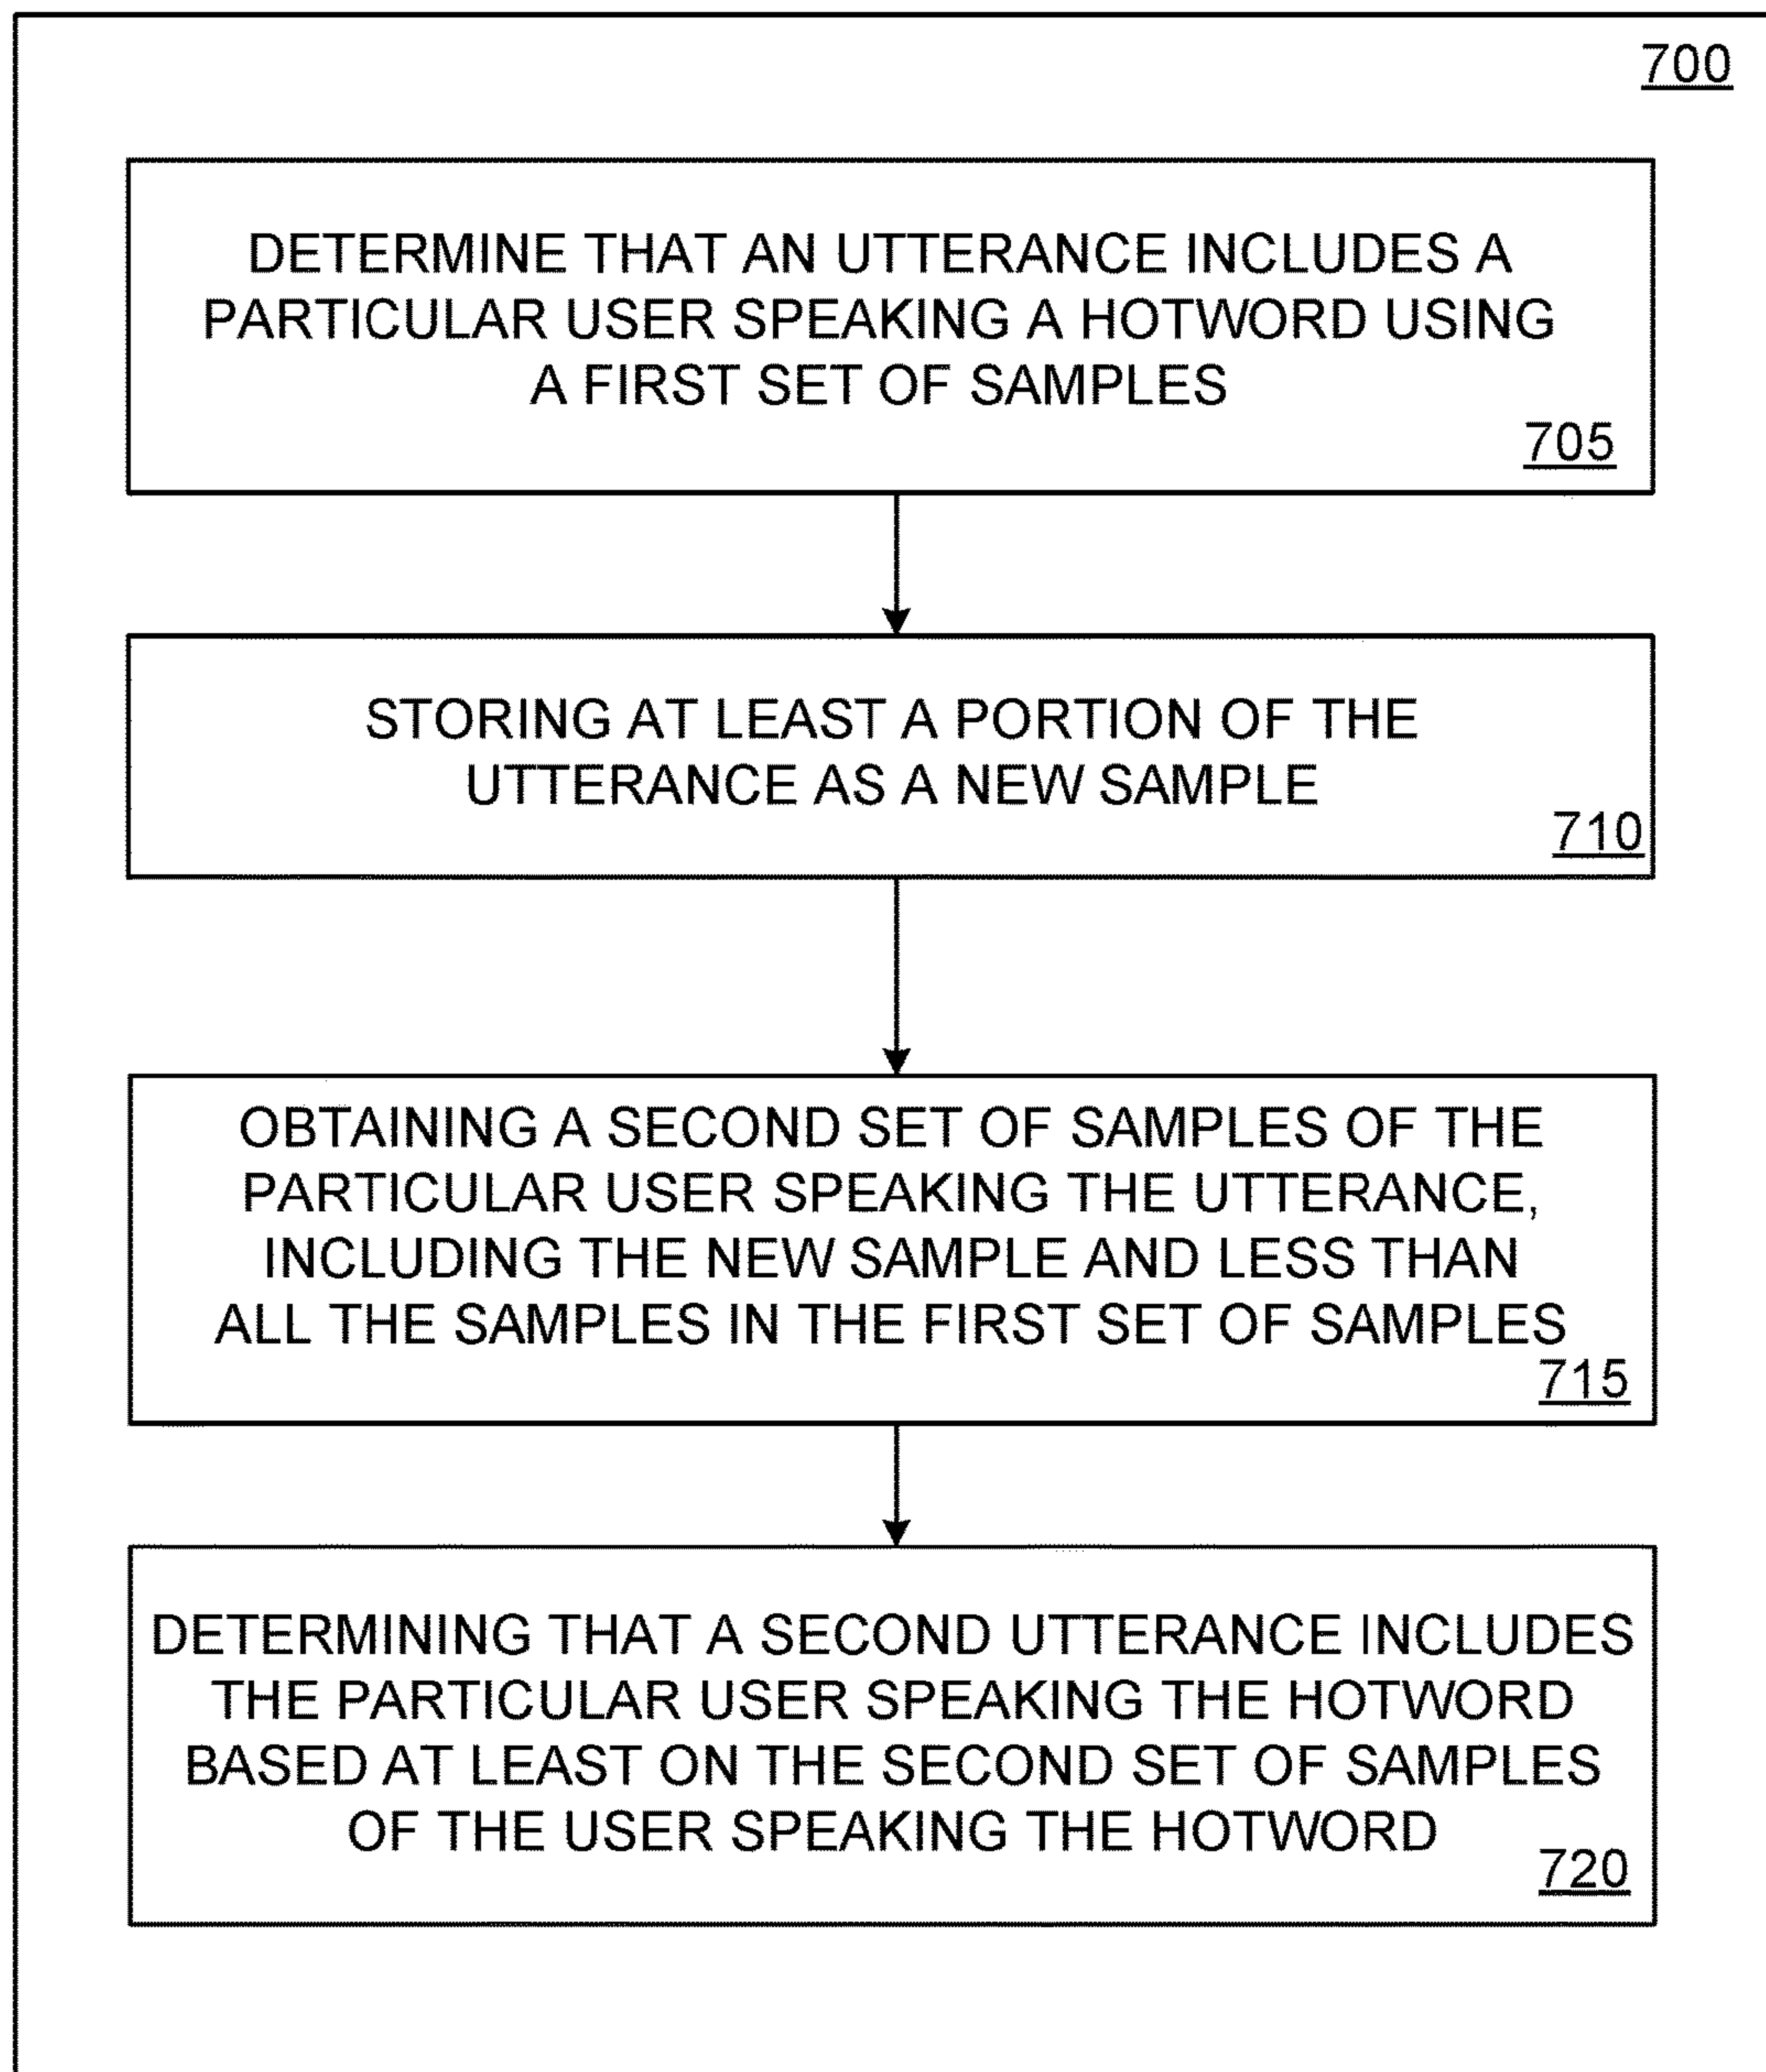 700
DETERMINE THAT AN UTTERANCE INCLUDES A
PARTICULAR USER SPEAKING A HOTWORD USING
A FIRST SET OF SAMPLES
705
STORING AT LEAST A PORTION OF THE
UTTERANCE AS A NEW SAMPLE
710
OBTAINING A SECOND SET OF SAMPLES OF THE
PARTICULAR USER SPEAKING THE UTTERANCE,
INCLUDING THE NEW SAMPLE AND LESS THAN
ALL THE SAMPLES IN THE FIRST SET OF SAMPLES
715
DETERMINING THAT A SECOND UTTERANCE INCLUDES
THE PARTICULAR USER SPEAKING THE HOTWORD
BASED AT LEAST ON THE SECOND SET OF SAMPLES
OF THE USER SPEAKING THE HOTWORD
720